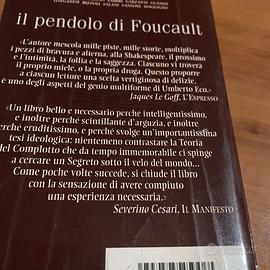 LONGANESI RIZZOLI SALANI SANSONI SONZOGNO
il pendolo di Foucault
"L'autore mescola mille piste, mille storie, moltiplica
i pezzi di bravura e alterna, alla Shakespeare, il prossimo
e l'intimità, la follia e la saggezza. Ciascuno vi troverà
il proprio miele, o la propria droga. Questo proporre
a ciascun lettore una scelta vertiginosa di delizie,
è uno degli aspetti del genio multiforme di Umberto Eco."
Jaques Le Goff, L'ESPRESSO
"Un libro bello e necessario perché intelligentissimo,
e inoltre perché scintillante d'arguzia, e inoltre
perché eruditissimo, e perché svolge un'importantissima
tesi ideologica: nientemeno contrastare la Teoria
del Complotto che da tempo immemorabile ci spinge
a cercare un Segreto sotto il velo del mondo...
Come poche volte succede, si chiude il libro
con la sensazione di avere compiuto
una esperienza necessaria."
Severino Cesari, IL MANIFESTO